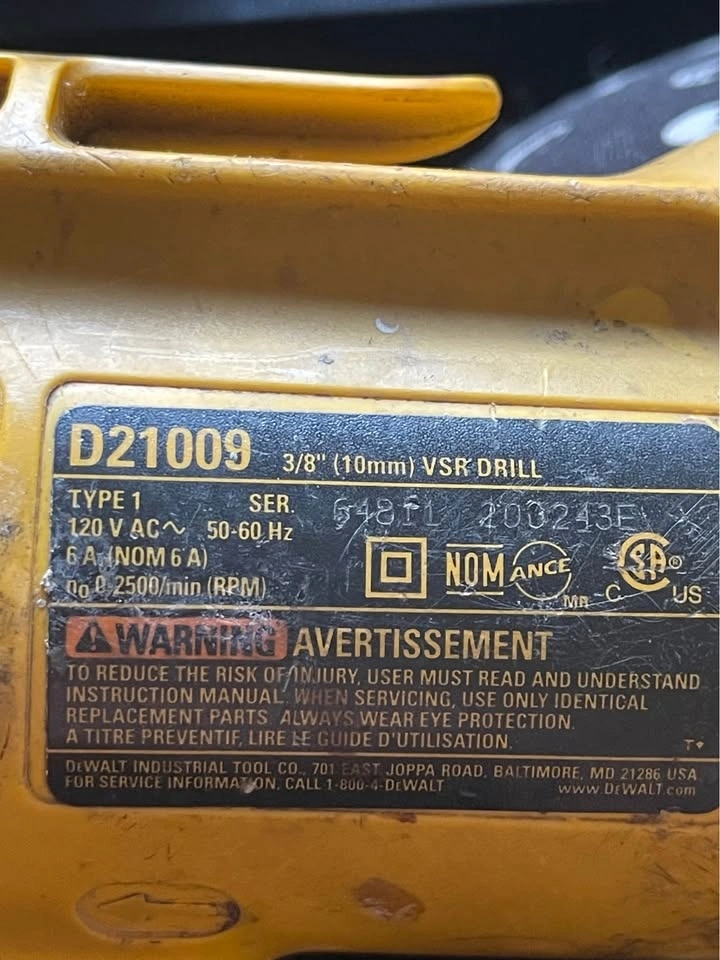 D21009 3/8" (10mm) VSR DRILL
TYPE 1 SER.
120 V AC~ 50-60 Hz
6 A (NOM 6 A)
n₀ 0-2500/min (RPM)
NOM ANCE MR C SA® US
WARNING AVERTISSEMENT
TO REDUCE THE RISK OF INJURY, USER MUST READ AND UNDERSTAND
INSTRUCTION MANUAL. WHEN SERVICING, USE ONLY IDENTICAL
REPLACEMENT PARTS. ALWAYS WEAR EYE PROTECTION.
A TITRE PREVENTIF, LIRE LE GUIDE D'UTILISATION.
DEWALT INDUSTRIAL TOOL CO., 701 EAST JOPPA ROAD, BALTIMORE, MD 21286 USA
FOR SERVICE INFORMATION, CALL 1-800-4-DEWALT www.DEWALT.com